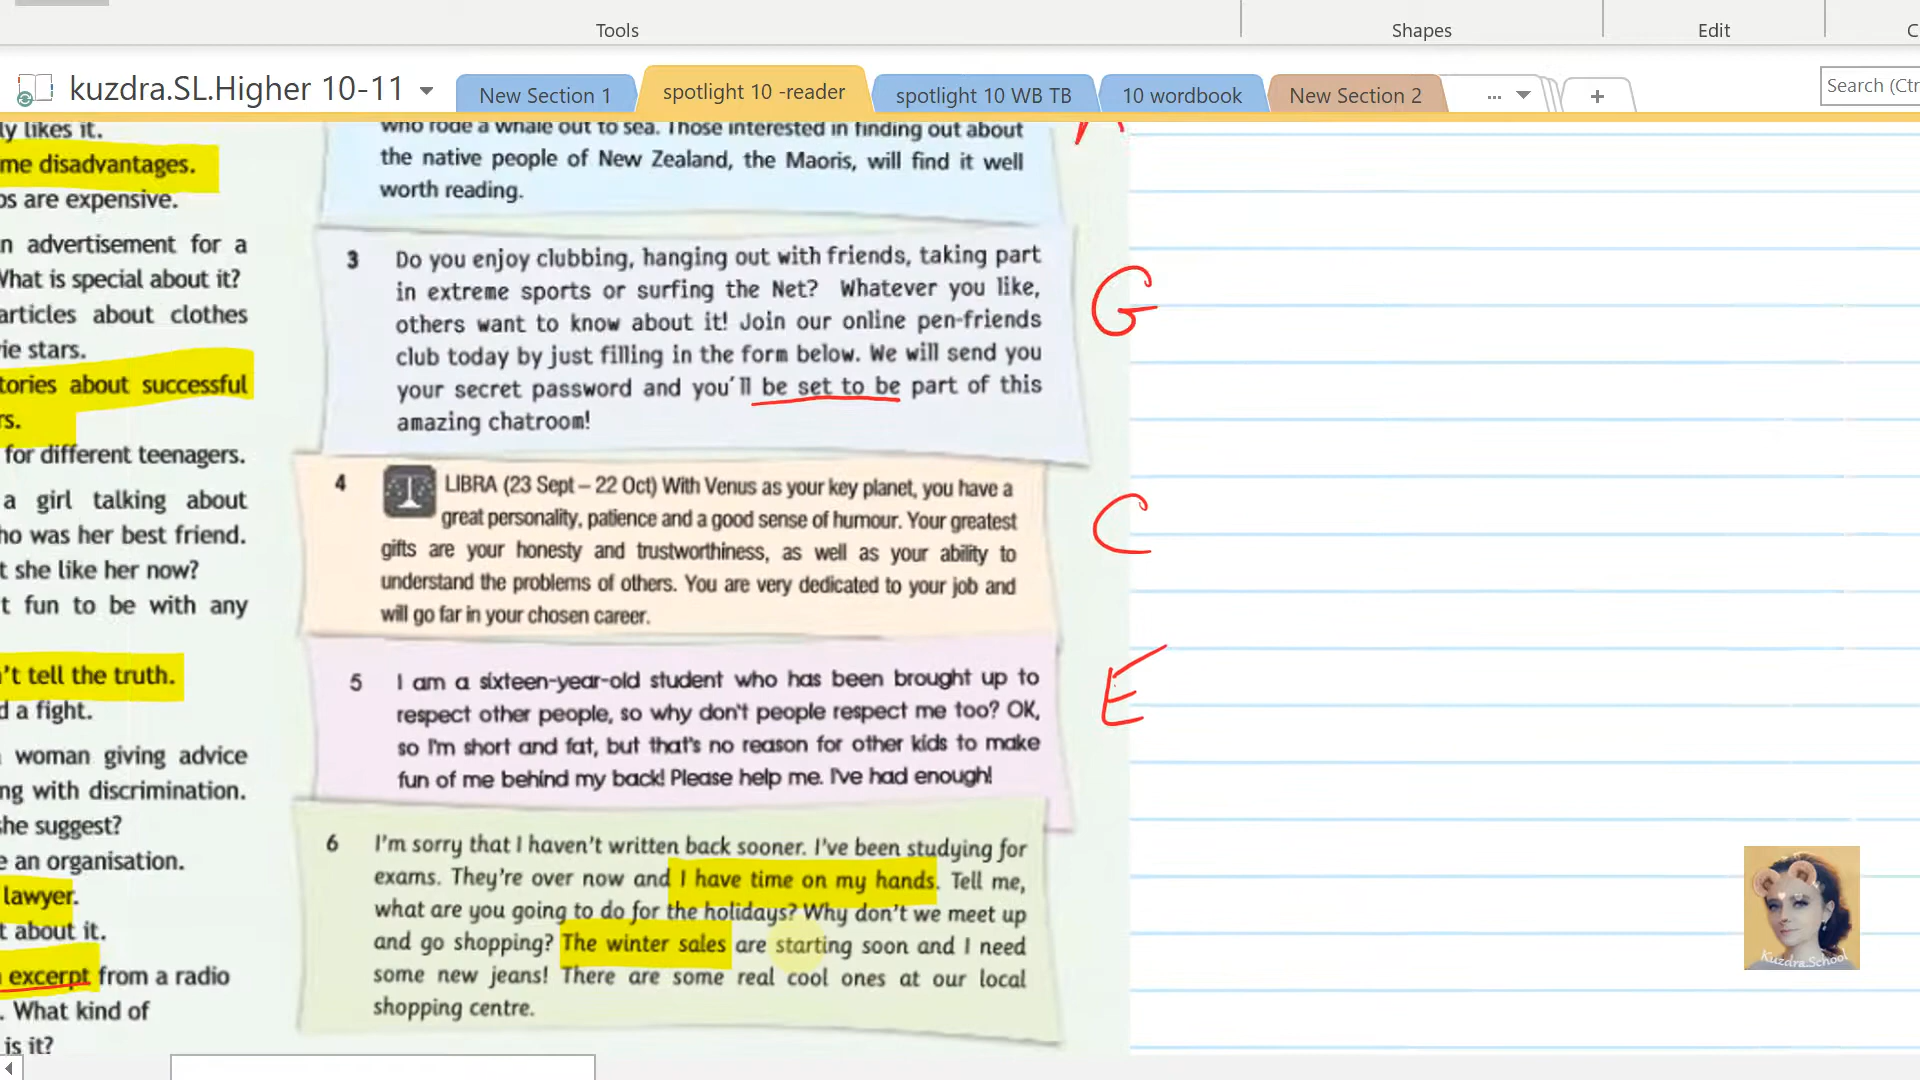 Tools
Shapes
Edit
kuzdra.SL.Higher 10-11
New Section 1
spotlight 10 -reader
spotlight 10 WB TB
10 wordbook
New Section 2
...
+
Search (Ctr
ly likes it.
me disadvantages.
os are expensive.
n advertisement for a
What is special about it?
articles about clothes
vie stars.
tories about successful
rs.
for different teenagers.
a girl talking about
ho was her best friend.
t she like her now?
t fun to be with any
't tell the truth.
d a fight.
woman giving advice
ng with discrimination.
she suggest?
e an organisation.
lawyer.
t about it.
excerpt from a radio
. What kind of
is it?
who rode a whale out to sea. Those interested in finding out about
the native people of New Zealand, the Maoris, will find it well
worth reading.
3 Do you enjoy clubbing, hanging out with friends, taking part
in extreme sports or surfing the Net? Whatever you like,
others want to know about it! Join our online pen-friends
club today by just filling in the form below. We will send you
your secret password and you'll be set to be part of this
amazing chatroom!
G
4 LIBRA (23 Sept – 22 Oct) With Venus as your key planet, you have a
great personality, patience and a good sense of humour. Your greatest
gifts are your honesty and trustworthiness, as well as your ability to
understand the problems of others. You are very dedicated to your job and
will go far in your chosen career.
C
5 I am a sixteen-year-old student who has been brought up to
respect other people, so why don't people respect me too? OK,
so I'm short and fat, but that's no reason for other kids to make
fun of me behind my back! Please help me. I've had enough!
E
6 I'm sorry that I haven't written back sooner. I've been studying for
exams. They're over now and I have time on my hands. Tell me,
what are you going to do for the holidays? Why don't we meet up
and go shopping? The winter sales are starting soon and I need
some new jeans! There are some real cool ones at our local
shopping centre.
Kuzdra.School